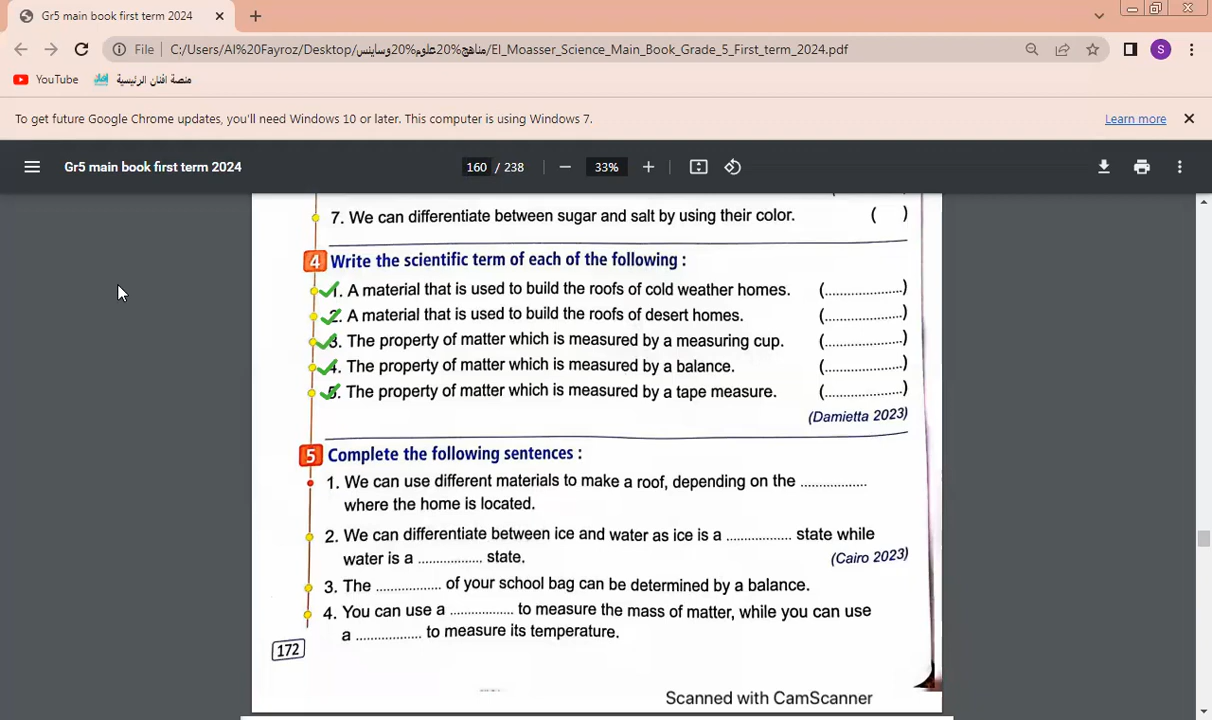 Gr5 main book first term 2024
File
C:/Users/Al%20Fayroz/Desktop/مناهج%20علوم%20وساينس/El_Moasser_Science_Main_Book_Grade_5_First_term_2024.pdf
S
YouTube
منصة افنان الرئيسية
To get future Google Chrome updates, you'll need Windows 10 or later. This computer is using Windows 7.
Learn more
Gr5 main book first term 2024
160 / 238
33%
7. We can differentiate between sugar and salt by using their color. ( )
4 Write the scientific term of each of the following :
1. A material that is used to build the roofs of cold weather homes. (..................)
2. A material that is used to build the roofs of desert homes. (..................)
3. The property of matter which is measured by a measuring cup. (..................)
4. The property of matter which is measured by a balance. (..................)
5. The property of matter which is measured by a tape measure. (..................)
(Damietta 2023)
5 Complete the following sentences :
1. We can use different materials to make a roof, depending on the ................
where the home is located.
2. We can differentiate between ice and water as ice is a ................ state while
water is a ................ state. (Cairo 2023)
3. The ................ of your school bag can be determined by a balance.
4. You can use a ................ to measure the mass of matter, while you can use
a ................ to measure its temperature.
172
Scanned with CamScanner